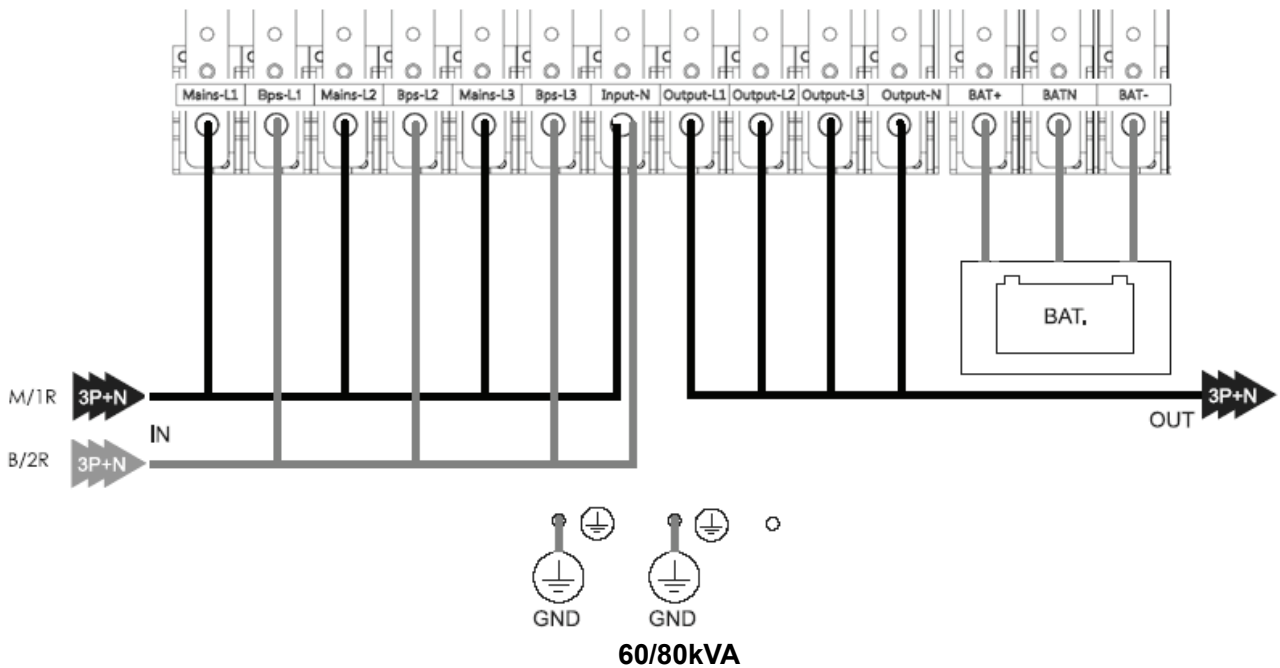 Mains-L1 Bps-L1 Mains-L2 Bps-L2 Mains-L3 Bps-L3 Input-N Output-L1 Output-L2 Output-L3 Output-N BAT+ BATN BAT-
BAT.
M/1R 3P+N
3P+N
OUT
IN
B/2R 3P+N
GND GND
60/80kVA